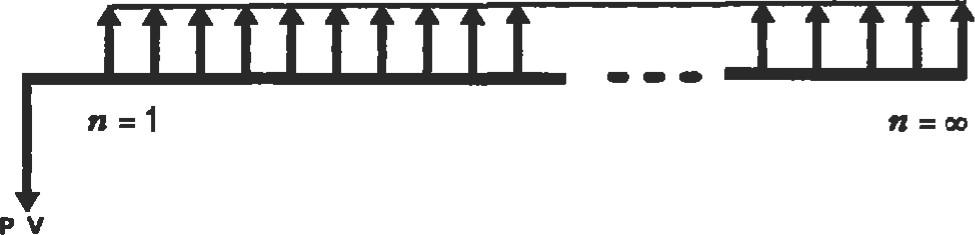 n = 1
n = ∞
P V